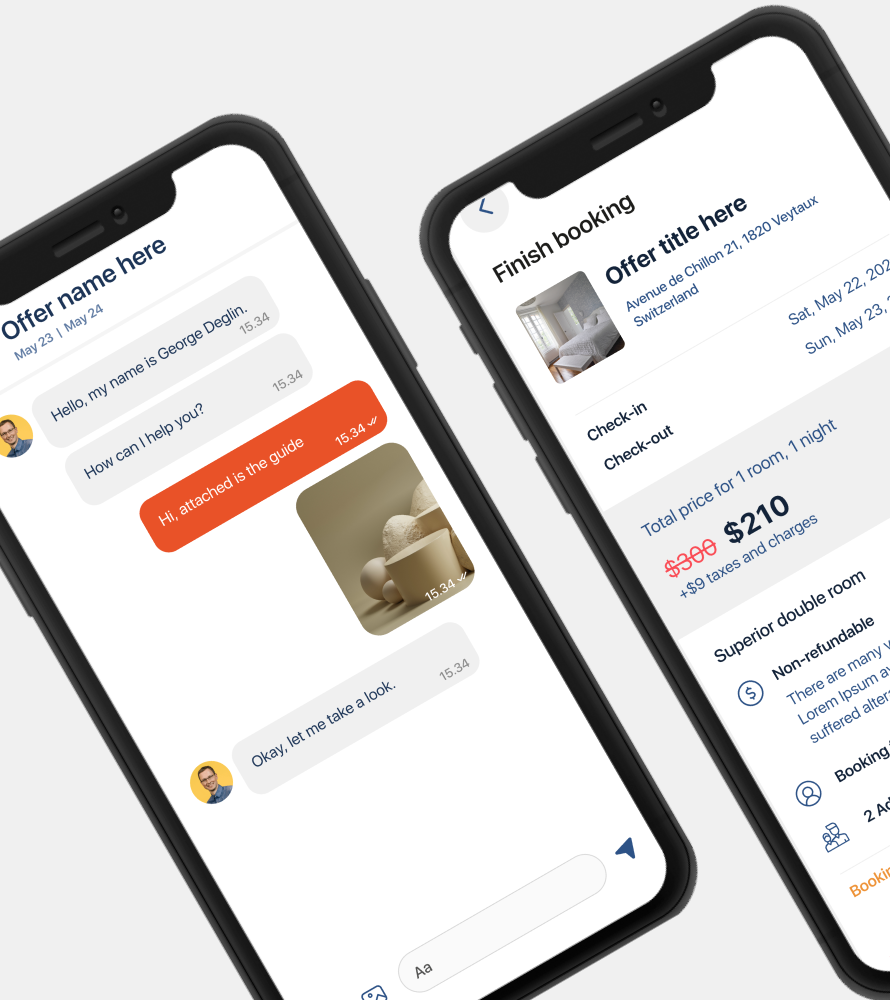 Offer name here
May 23 | May 24
Hello, my name is George Deglin.
15.34
How can I help you?
15.34
Hi, attached is the guide
15.34
15.34
Okay, let me take a look.
15.34
Aa
Finish booking
Offer title here
Avenue de Chillon 21, 1820 Veytaux
Switzerland
Check-in
Sat, May 22, 202
Check-out
Sun, May 23,
Total price for 1 room, 1 night
$300 $210
+$9 taxes and charges
Superior double room
Non-refundable
There are many
Lorem Ipsum
suffered
Booking
2